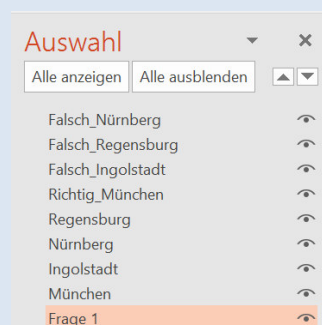 Auswahl
Alle anzeigen Alle ausblenden
Falsch_Nürnberg
Falsch_Regensburg
Falsch_Ingolstadt
Richtig_München
Regensburg
Nürnberg
Ingolstadt
München
Frage 1